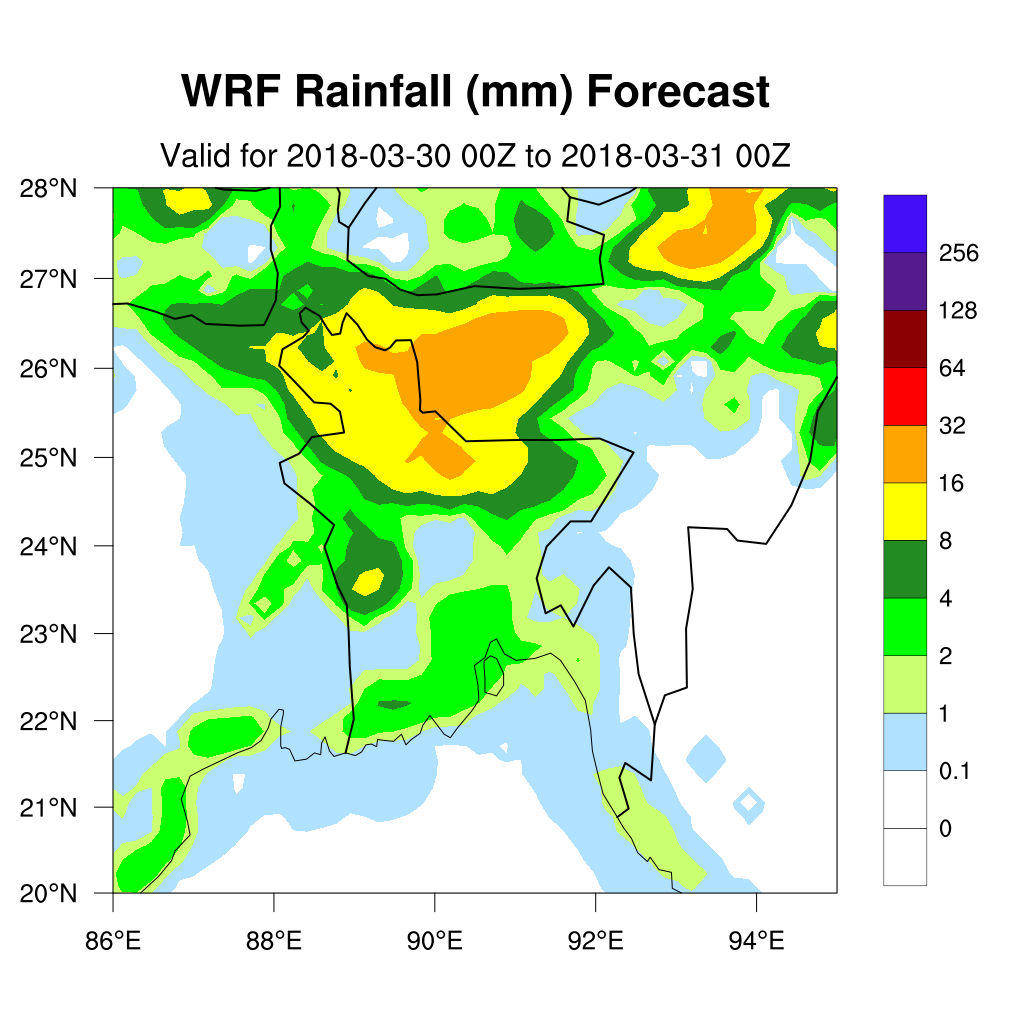 WRF Rainfall (mm) Forecast
Valid for 2018-03-30 00Z to 2018-03-31 00Z
28°N
27°N
26°N
25°N
24°N
23°N
22°N
21°N
20°N
86°E
88°E
90°E
92°E
94°E
256
128
64
32
16
8
4
2
1
0.1
0